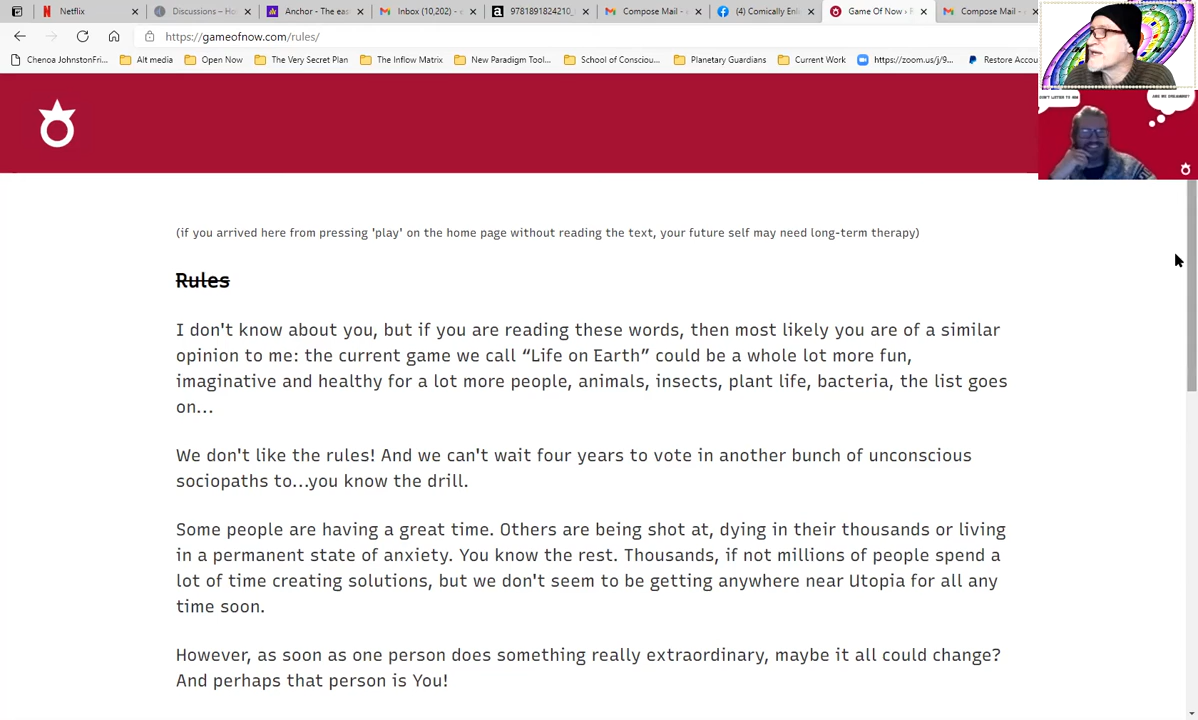 Netflix
Discussions - Ho
Anchor - The eas
Inbox (10,202) -
9781891824210_
Compose Mail -
(4) Comically Enl
Game Of Now › R
Compose Mail -
https://gameofnow.com/rules/
Chenoa JohnstonFri...
Alt media
Open Now
The Very Secret Plan
The Inflow Matrix
New Paradigm Tool...
School of Consciou...
Planetary Guardians
Current Work
https://zoom.us/j/9...
Restore Accou
ARE WE DREAMING?
(if you arrived here from pressing 'play' on the home page without reading the text, your future self may need long-term therapy)
Rules
I don't know about you, but if you are reading these words, then most likely you are of a similar
opinion to me: the current game we call “Life on Earth” could be a whole lot more fun,
imaginative and healthy for a lot more people, animals, insects, plant life, bacteria, the list goes
on...
We don't like the rules! And we can't wait four years to vote in another bunch of unconscious
sociopaths to...you know the drill.
Some people are having a great time. Others are being shot at, dying in their thousands or living
in a permanent state of anxiety. You know the rest. Thousands, if not millions of people spend a
lot of time creating solutions, but we don't seem to be getting anywhere near Utopia for all any
time soon.
However, as soon as one person does something really extraordinary, maybe it all could change?
And perhaps that person is You!